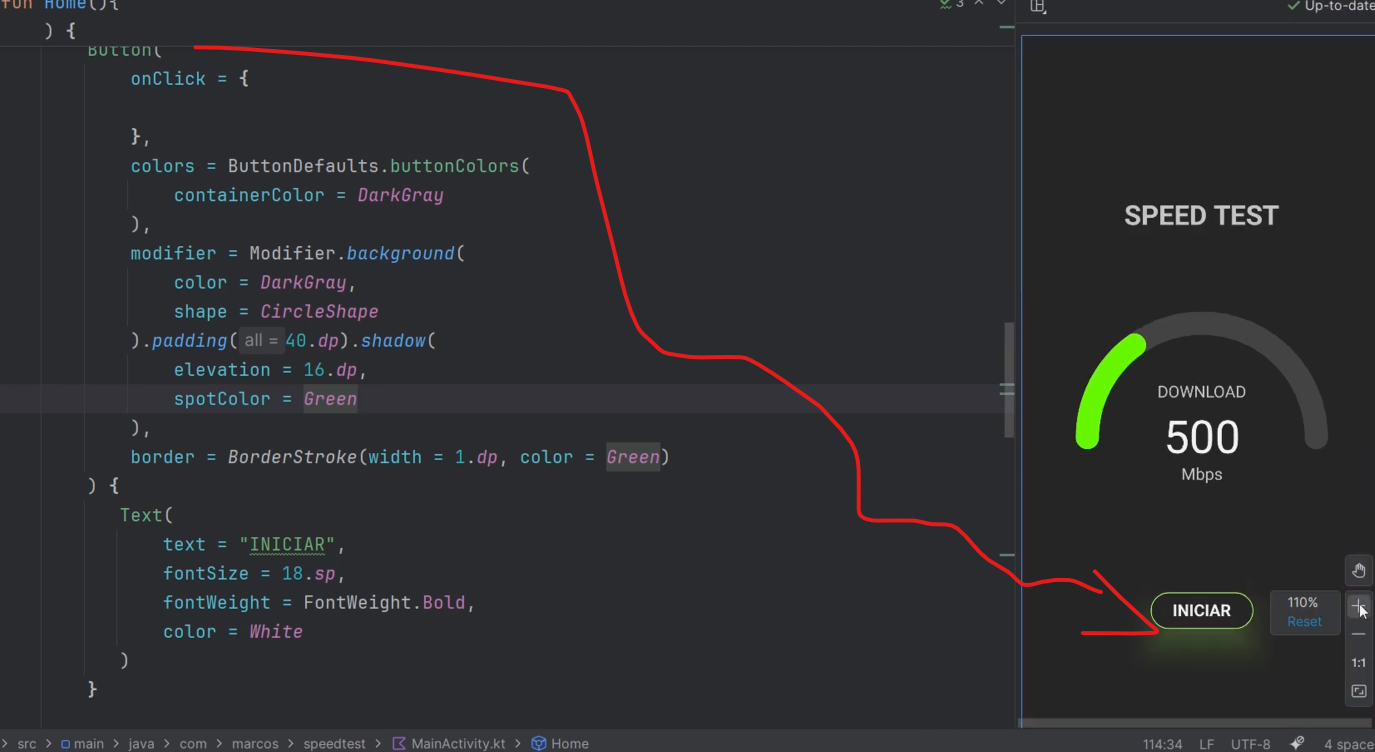 fun Home(){
3
Up-to-date
) {
Button(
onClick = {
},
colors = ButtonDefaults.buttonColors(
containerColor = DarkGray
),
modifier = Modifier.background(
color = DarkGray,
shape = CircleShape
).padding( all = 40.dp).shadow(
elevation = 16.dp,
spotColor = Green
),
border = BorderStroke(width = 1.dp, color = Green)
) {
Text(
text = "INICIAR",
fontSize = 18.sp,
fontWeight = FontWeight.Bold,
color = White
)
}
SPEED TEST
DOWNLOAD
500
Mbps
INICIAR
110%
Reset
1:1
> src > main > java > com > marcos > speedtest > MainActivity.kt > Home
114:34 LF UTF-8 4 space